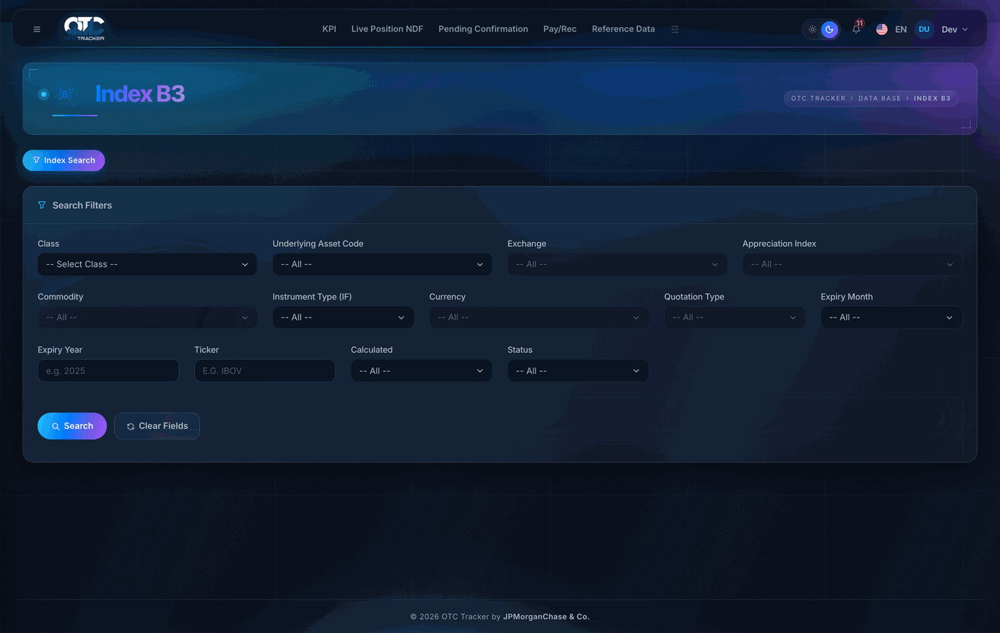 OTC TRACKER
KPI Live Position NDF Pending Confirmation Pay/Rec Reference Data
11 EN DU Dev
[B] Index B3
OTC TRACKER > DATA BASE > INDEX B3
Index Search
Search Filters
Class Underlying Asset Code Exchange Appreciation Index
-- Select Class -- -- All -- -- All -- -- All --
Commodity Instrument Type (IF) Currency Quotation Type Expiry Month
-- All -- -- All -- -- All -- -- All -- -- All --
Expiry Year Ticker Calculated Status
e.g. 2025 E.G. IBOV -- All -- -- All --
Search Clear Fields
© 2026 OTC Tracker by JPMorganChase & Co.